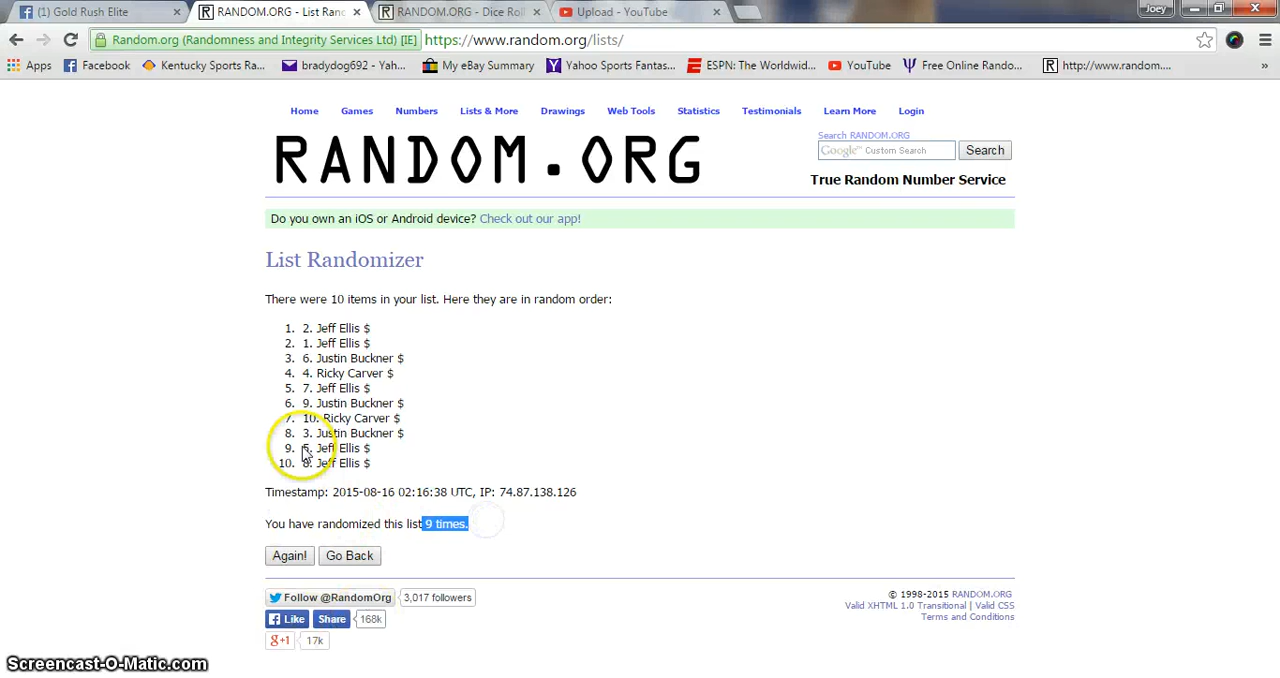 (1) Gold Rush Elite
RANDOM.ORG - List Ran
RANDOM.ORG - Dice Roll
Upload - YouTube
Joey
Random.org (Randomness and Integrity Services Ltd) [IE]
https://www.random.org/lists/
Apps
Facebook
Kentucky Sports Ra...
bradydog692 - Yah...
My eBay Summary
Yahoo Sports Fantas...
ESPN: The Worldwid...
YouTube
Free Online Rando...
http://www.random....
»
Home
Games
Numbers
Lists & More
Drawings
Web Tools
Statistics
Testimonials
Learn More
Login
RANDOM.ORG
Search RANDOM.ORG
Google™ Custom Search
Search
True Random Number Service
Do you own an iOS or Android device? Check out our app!
List Randomizer
There were 10 items in your list. Here they are in random order:
1. 2. Jeff Ellis $
2. 1. Jeff Ellis $
3. 6. Justin Buckner $
4. 4. Ricky Carver $
5. 7. Jeff Ellis $
6. 9. Justin Buckner $
7. 10. Ricky Carver $
8. 3. Justin Buckner $
9. 5. Jeff Ellis $
10. 8. Jeff Ellis $
Timestamp: 2015-08-16 02:16:38 UTC, IP: 74.87.138.126
You have randomized this list 9 times.
Again!
Go Back
Follow @RandomOrg
3,017 followers
Like
Share
168k
g+1
17k
© 1998-2015 RANDOM.ORG
Valid XHTML 1.0 Transitional | Valid CSS
Terms and Conditions
Screencast-O-Matic.com